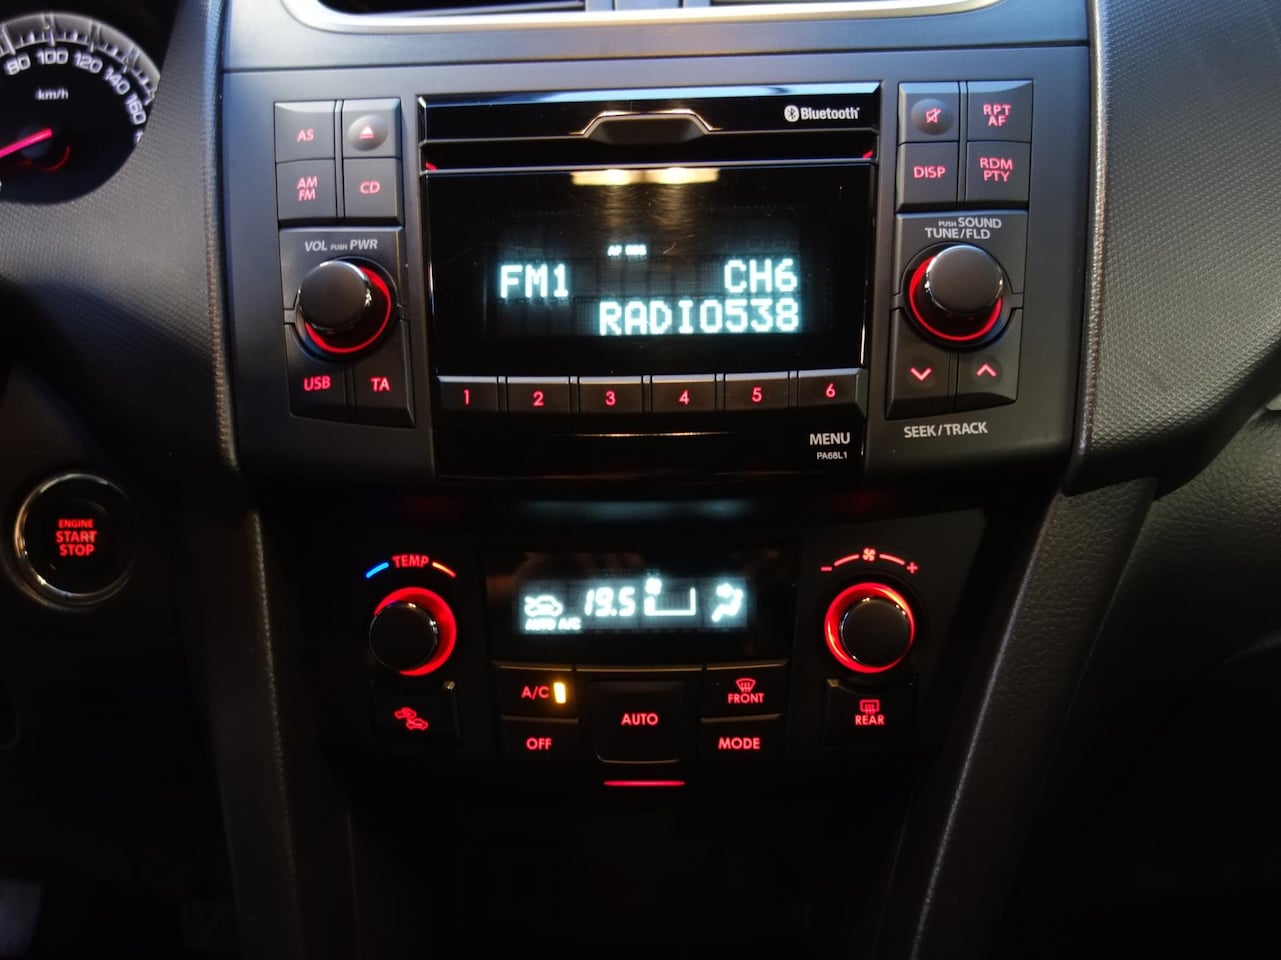 80 100 120 140 160
km/h
AS
AM
FM
CD
VOL PUSH PWR
USB
TA
Bluetooth
FM1
CH6
RADIO538
1 2 3 4 5 6
MENU
PA68L1
RPT
AF
DISP
RDM
PTY
PUSH SOUND
TUNE/FLD
SEEK/TRACK
ENGINE
START
STOP
TEMP
19.5
AUTO A/C
- +
A/C
OFF
AUTO
FRONT
MODE
REAR